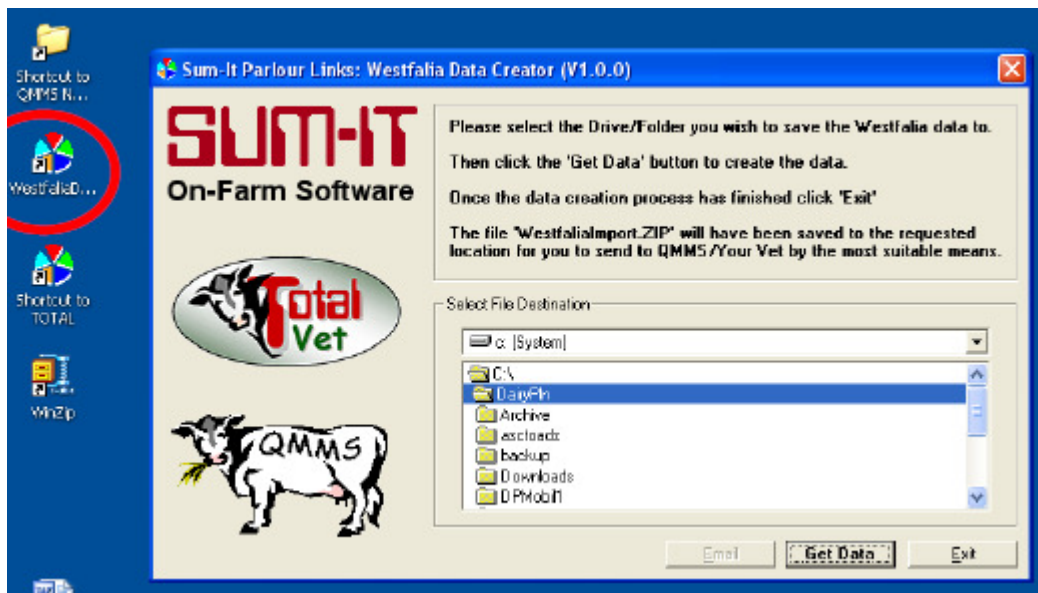 Shortcut to
QMMS N...
WestfaliaD...
Shortcut to
TOTAL
WinZip
Sum-It Parlour Links: Westfalia Data Creator (V1.0.0)
SUM-IT
On-Farm Software
Total
Vet
QMMS
Please select the Drive/Folder you wish to save the Westfalia data to.
Then click the 'Get Data' button to create the data.
Once the data creation process has finished click 'Exit'
The file 'WestfaliaImport.ZIP' will have been saved to the requested
location for you to send to QMMS/Your Vet by the most suitable means.
Select File Destination
c: [System]
C:\
DairyPln
Archive
ascloadz
backup
Downloads
DPMobil1
Email
Get Data
Exit